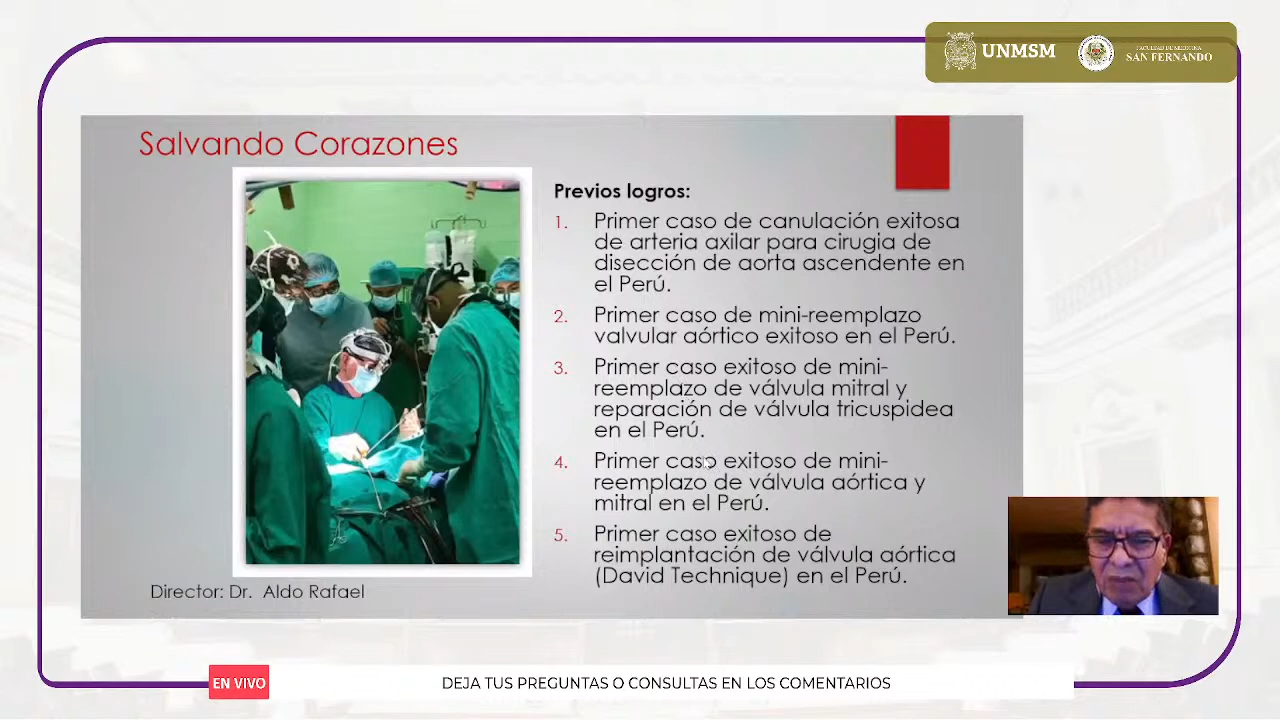 UNMSM
FACULTAD DE MEDICINA
SAN FERNANDO
Salvando Corazones
Previos logros:
1. Primer caso de canulación exitosa
de arteria axilar para cirugia de
disección de aorta ascendente en
el Perú.
2. Primer caso de mini-reemplazo
valvular aórtico exitoso en el Perú.
3. Primer caso exitoso de mini-
reemplazo de válvula mitral y
reparación de válvula tricuspidea
en el Perú.
4. Primer caso exitoso de mini-
reemplazo de válvula aórtica y
mitral en el Perú.
5. Primer caso exitoso de
reimplantación de válvula aórtica
(David Technique) en el Perú.
Director: Dr. Aldo Rafael
EN VIVO
DEJA TUS PREGUNTAS O CONSULTAS EN LOS COMENTARIOS